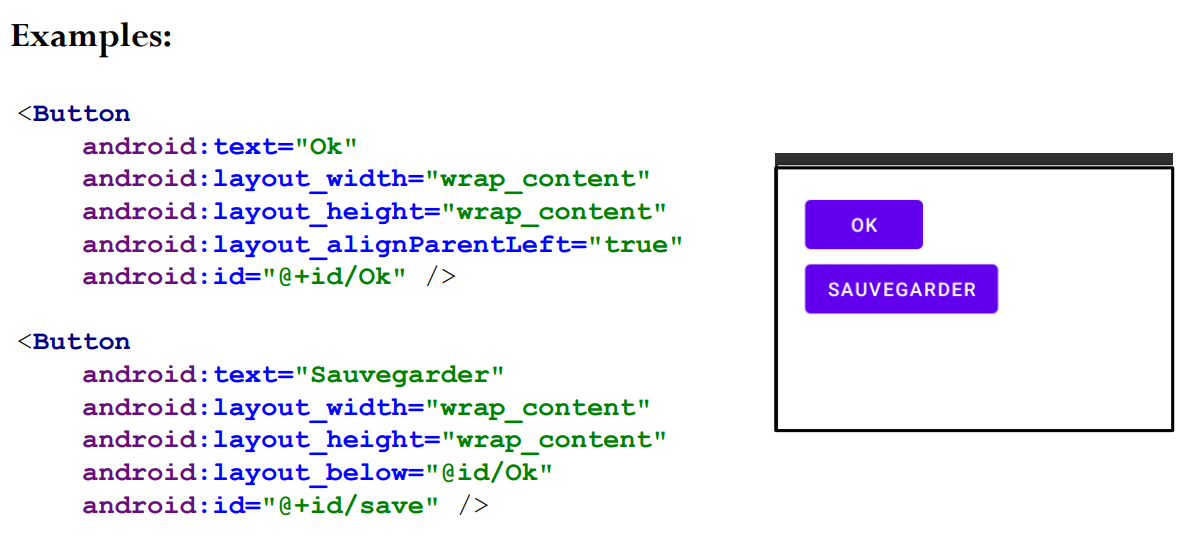 Examples:
<Button
android:text="Ok"
android:layout_width="wrap_content"
android:layout_height="wrap_content"
android:layout_alignParentLeft="true"
android:id="@+id/Ok" />
<Button
android:text="Sauvegarder"
android:layout_width="wrap_content"
android:layout_height="wrap_content"
android:layout_below="@id/Ok"
android:id="@+id/save" />
OK
SAUVEGARDER